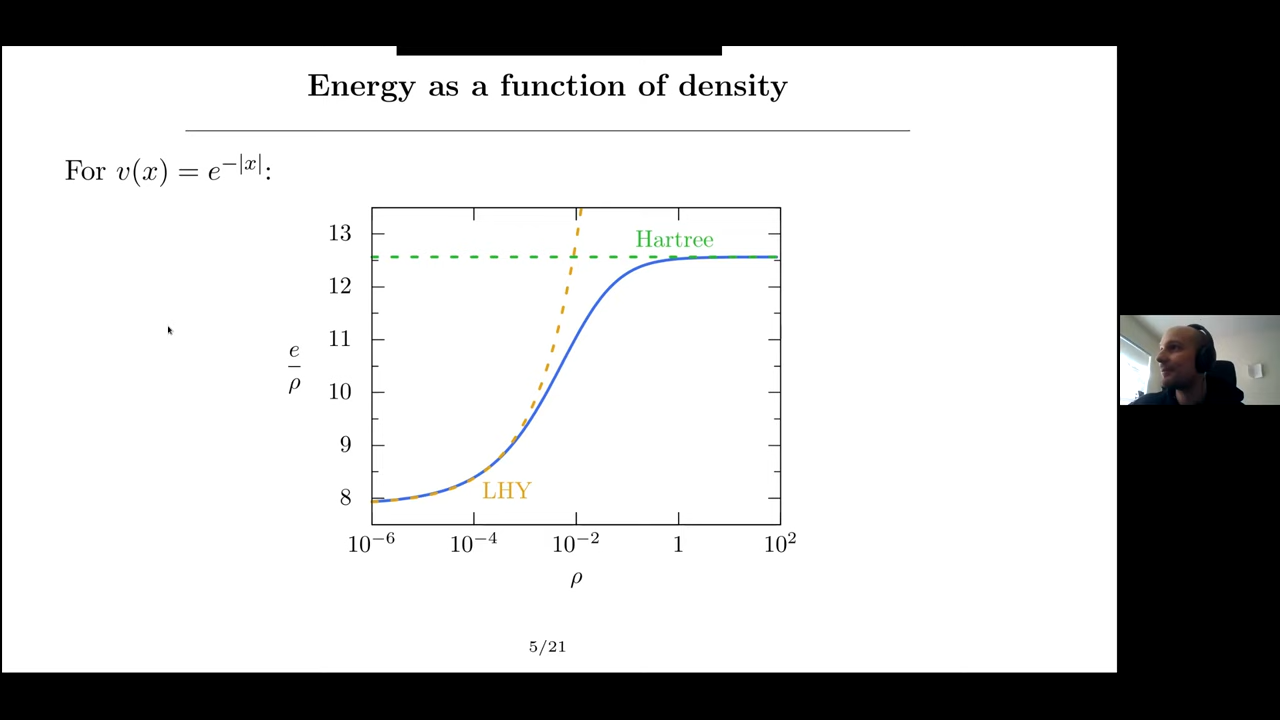 Energy as a function of density
For v(x) = e^{−|x|}:
13
12
11
10
9
8
e/ρ
Hartree
LHY
10^{−6} 10^{−4} 10^{−2} 1 10^{2}
ρ
5/21